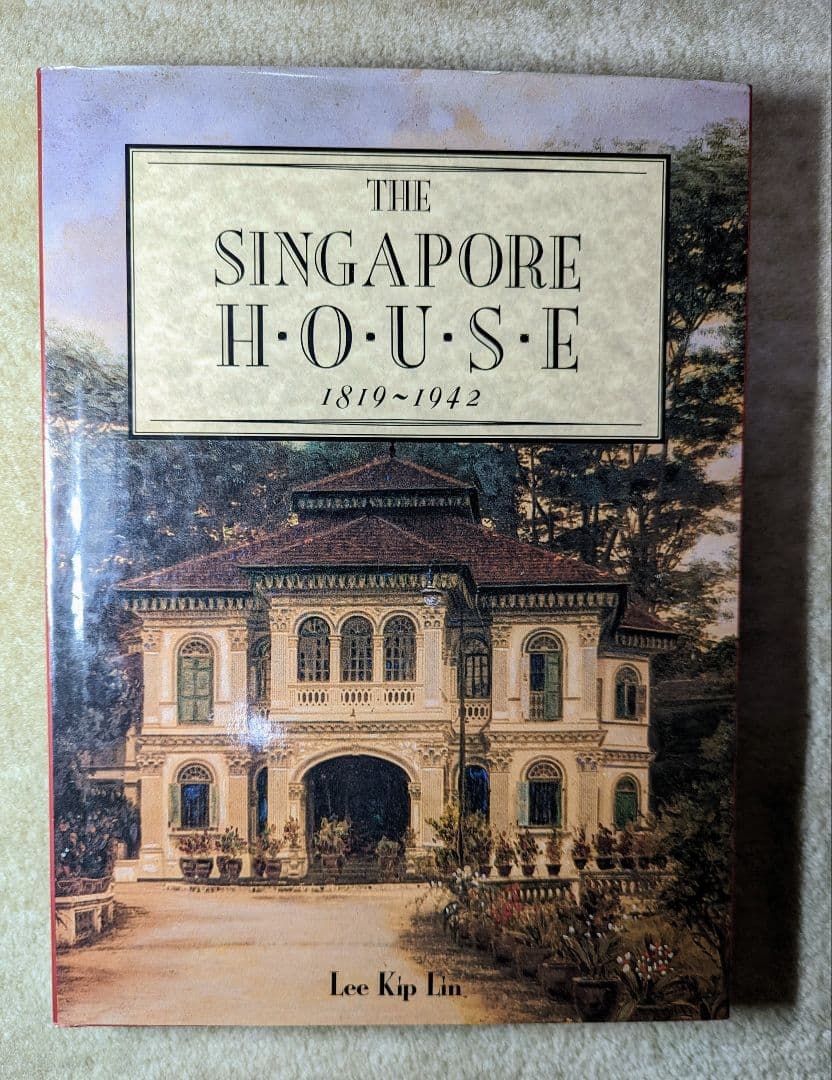 THE
SINGAPORE
H·O·U·S·E
1819~1942
Lee Kip Lin